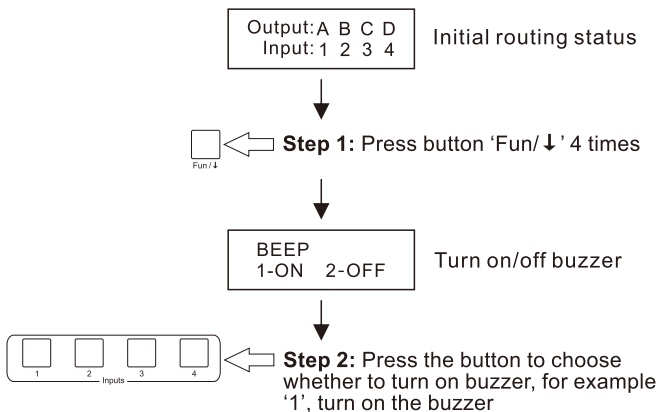 Output: A B C D
Input: 1 2 3 4
Initial routing status
Fun/↓
Step 1: Press button ‘Fun/↓’ 4 times
BEEP
1-ON 2-OFF
Turn on/off buzzer
1 2 3 4
Inputs
Step 2: Press the button to choose
whether to turn on buzzer, for example
‘1’, turn on the buzzer